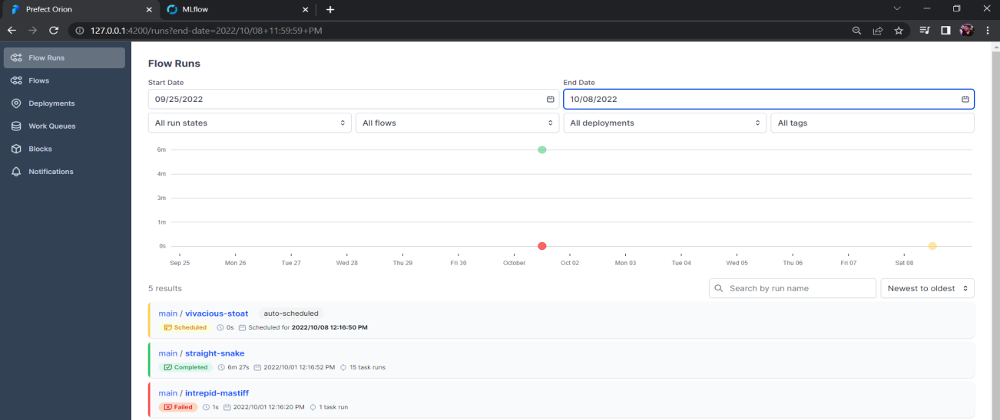 Prefect Orion
MLflow
127.0.0.1:4200/runs?end-date=2022/10/08+11:59:59+PM
Flow Runs
Flows
Deployments
Work Queues
Blocks
Notifications
Flow Runs
Start Date
End Date
09/25/2022
10/08/2022
All run states
All flows
All deployments
All tags
6m
4m
3m
1m
0s
Sep 25 Mon 26 Tue 27 Wed 28 Thu 29 Fri 30 October Oct 02 Mon 03 Tue 04 Wed 05 Thu 06 Fri 07 Sat 08
5 results
Search by run name
Newest to oldest
main / vivacious-stoat auto-scheduled
Scheduled 0s Scheduled for 2022/10/08 12:16:50 PM
main / straight-snake
Completed 6m 27s 2022/10/01 12:16:52 PM 15 task runs
main / intrepid-mastiff
Failed 1s 2022/10/01 12:16:20 PM 1 task run